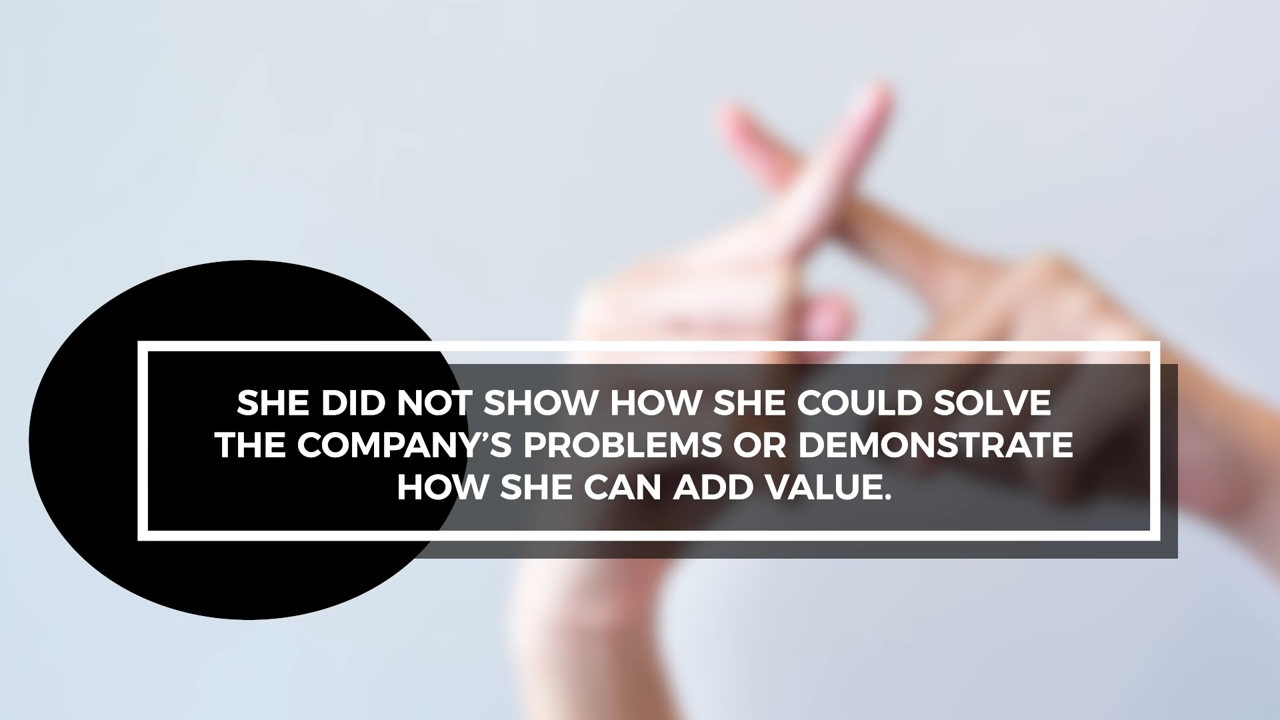 SHE DID NOT SHOW HOW SHE COULD SOLVE
THE COMPANY’S PROBLEMS OR DEMONSTRATE
HOW SHE CAN ADD VALUE.